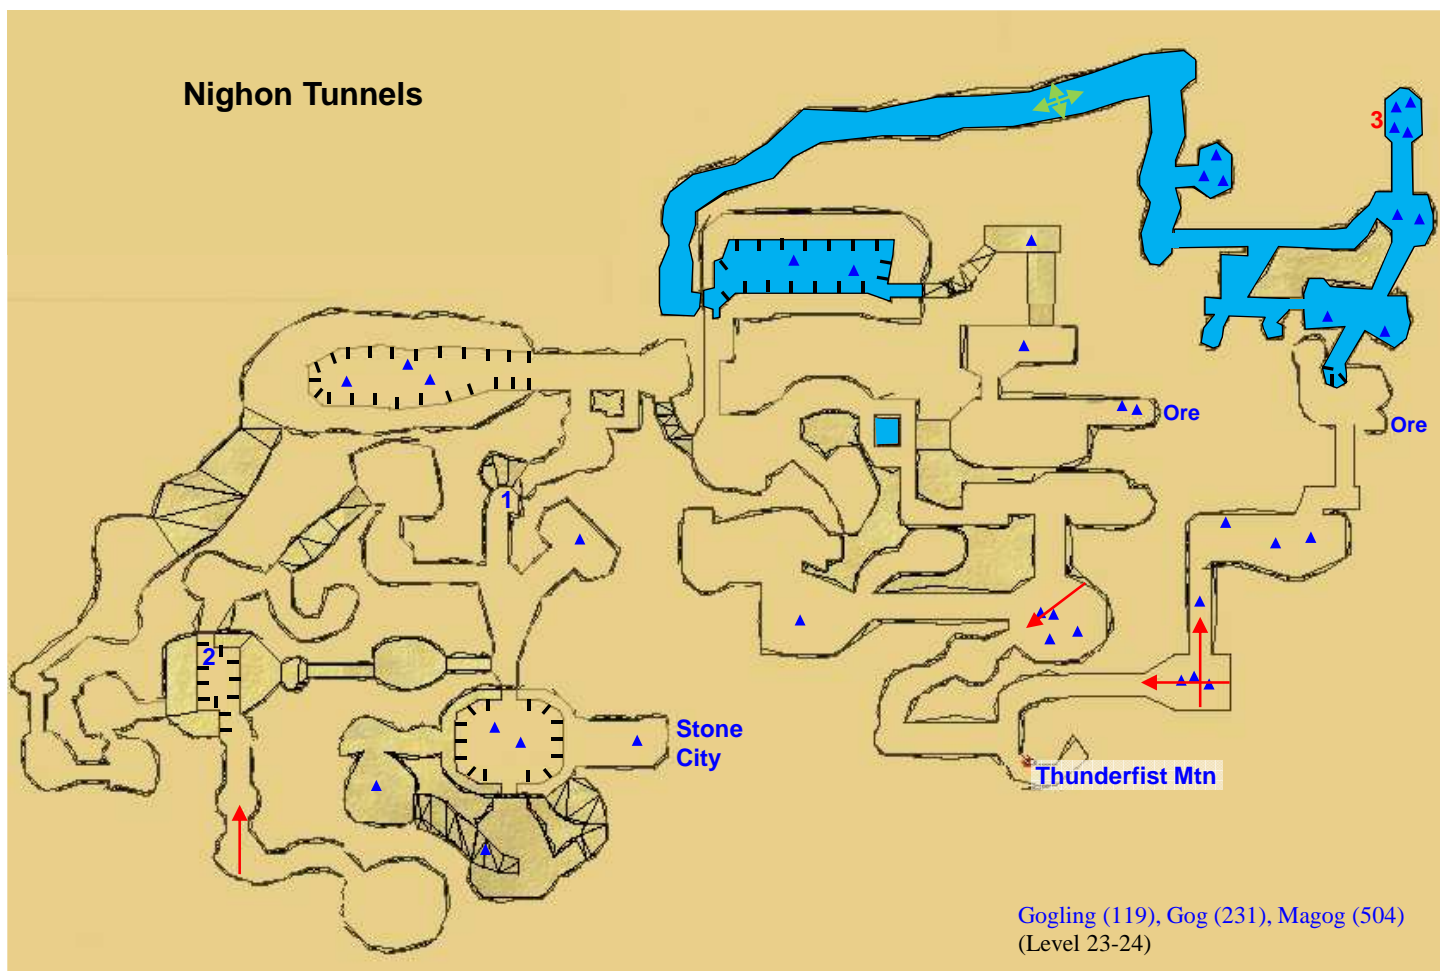 Nighon Tunnels
3
Ore
Ore
1
2
Stone
City
Thunderfist Mtn
Gogling (119), Gog (231), Magog (504)
(Level 23-24)